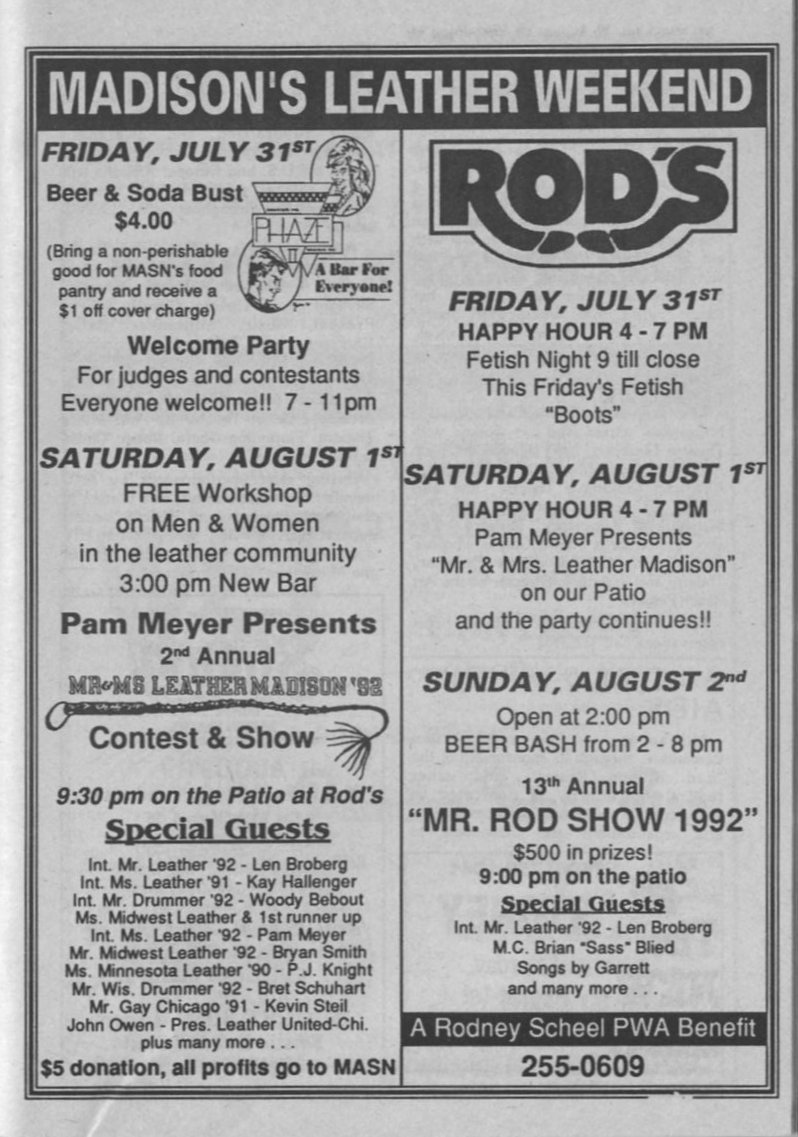 MADISON'S LEATHER WEEKEND
FRIDAY, JULY 31ST
Beer & Soda Bust
$4.00
(Bring a non-perishable
good for MASN's food
pantry and receive a
$1 off cover charge)
PHAZE
II
A Bar For
Everyone!
Welcome Party
For judges and contestants
Everyone welcome!! 7 - 11pm
SATURDAY, AUGUST 1ST
FREE Workshop
on Men & Women
in the leather community
3:00 pm New Bar
Pam Meyer Presents
2nd Annual
MR&MS LEATHER MADISON '92
Contest & Show
9:30 pm on the Patio at Rod's
Special Guests
Int. Mr. Leather '92 - Len Broberg
Int. Ms. Leather '91 - Kay Hallenger
Int. Mr. Drummer '92 - Woody Bebout
Ms. Midwest Leather & 1st runner up
Int. Ms. Leather '92 - Pam Meyer
Mr. Midwest Leather '92 - Bryan Smith
Ms. Minnesota Leather '90 - P.J. Knight
Mr. Wis. Drummer '92 - Bret Schuhart
Mr. Gay Chicago '91 - Kevin Steil
John Owen - Pres. Leather United-Chi.
plus many more . . .
$5 donation, all profits go to MASN
ROD'S
FRIDAY, JULY 31ST
HAPPY HOUR 4 - 7 PM
Fetish Night 9 till close
This Friday's Fetish
"Boots"
SATURDAY, AUGUST 1ST
HAPPY HOUR 4 - 7 PM
Pam Meyer Presents
"Mr. & Mrs. Leather Madison"
on our Patio
and the party continues!!
SUNDAY, AUGUST 2nd
Open at 2:00 pm
BEER BASH from 2 - 8 pm
13th Annual
"MR. ROD SHOW 1992"
$500 in prizes!
9:00 pm on the patio
Special Guests
Int. Mr. Leather '92 - Len Broberg
M.C. Brian "Sass" Blied
Songs by Garrett
and many more . . .
A Rodney Scheel PWA Benefit
255-0609